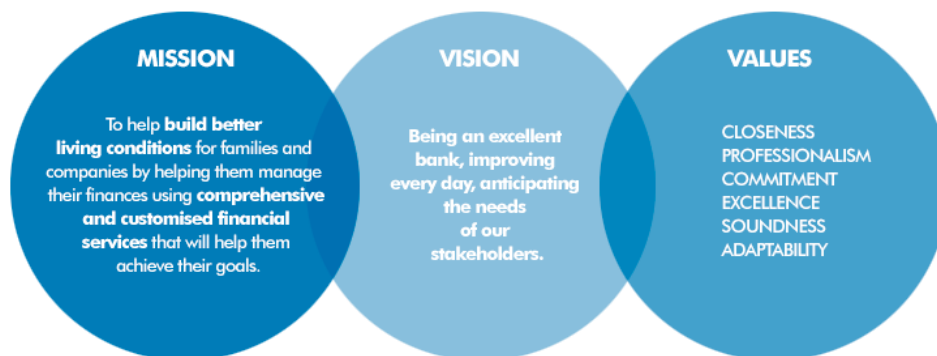 MISSION
To help build better
living conditions for families and
companies by helping them manage
their finances using comprehensive
and customised financial
services that will help them
achieve their goals.
VISION
Being an excellent
bank, improving
every day, anticipating
the needs
of our
stakeholders.
VALUES
CLOSENESS
PROFESSIONALISM
COMMITMENT
EXCELLENCE
SOUNDNESS
ADAPTABILITY